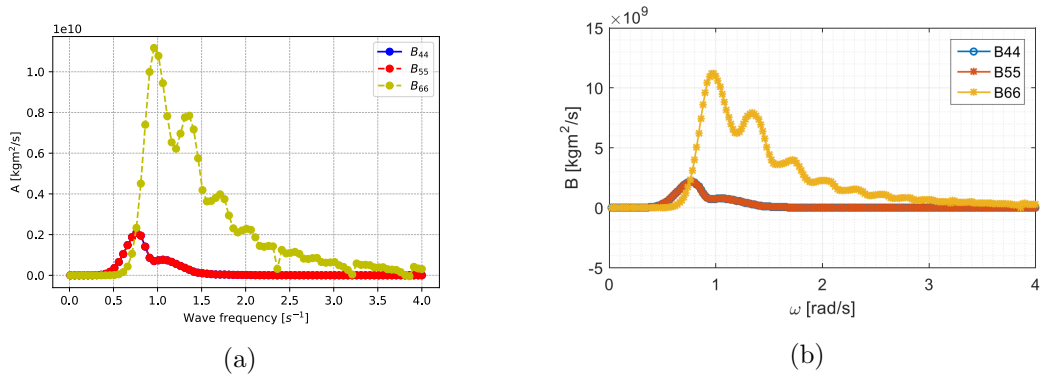 1e10
B44
B55
B66
A [kgm²/s]
1.0
0.8
0.6
0.4
0.2
0.0
0.0 0.5 1.0 1.5 2.0 2.5 3.0 3.5 4.0
Wave frequency [s⁻¹]
(a)
×10⁹
B44
B55
B66
B [kgm²/s]
15
10
5
0
-5
0 1 2 3 4
ω [rad/s]
(b)